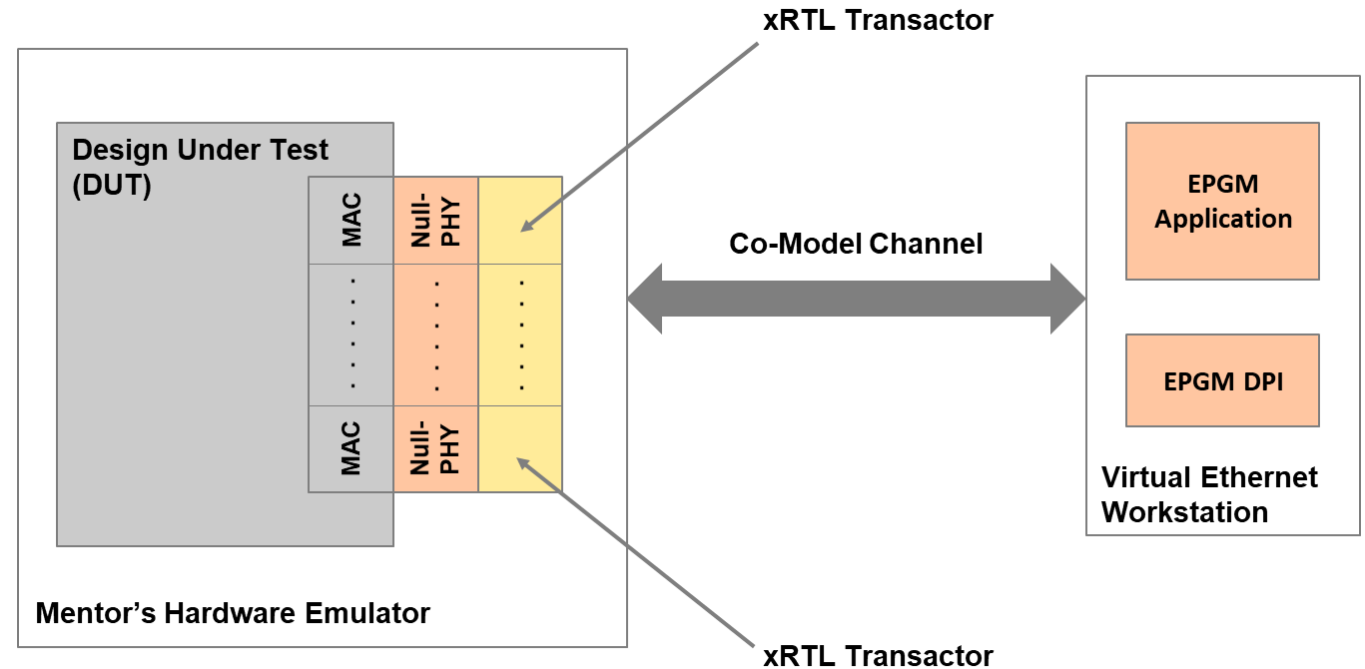 xRTL Transactor
Design Under Test
(DUT)
MAC
Null-
PHY
. . . . . .
. . . . . .
. . . . . .
MAC
Null-
PHY
Mentor's Hardware Emulator
Co-Model Channel
EPGM
Application
EPGM DPI
Virtual Ethernet
Workstation
xRTL Transactor